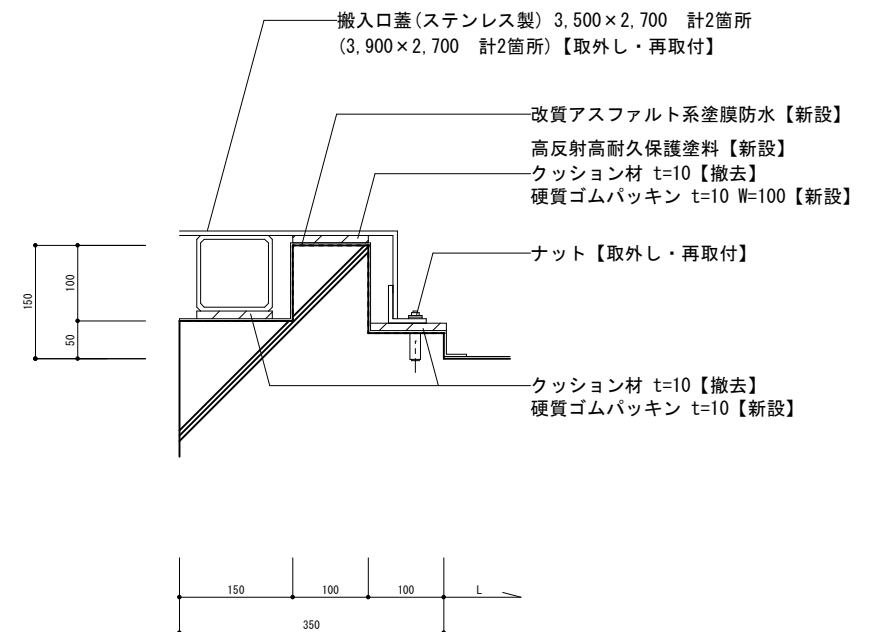 搬入口蓋(ステンレス製) 3,500×2,700 計2箇所
(3,900×2,700 計2箇所)【取外し・再取付】
改質アスファルト系塗膜防水【新設】
高反射高耐久保護塗料【新設】
クッション材 t=10【撤去】
硬質ゴムパッキン t=10 W=100【新設】
ナット【取外し・再取付】
150
100
50
クッション材 t=10【撤去】
硬質ゴムパッキン t=10【新設】
150
100
100
L
350